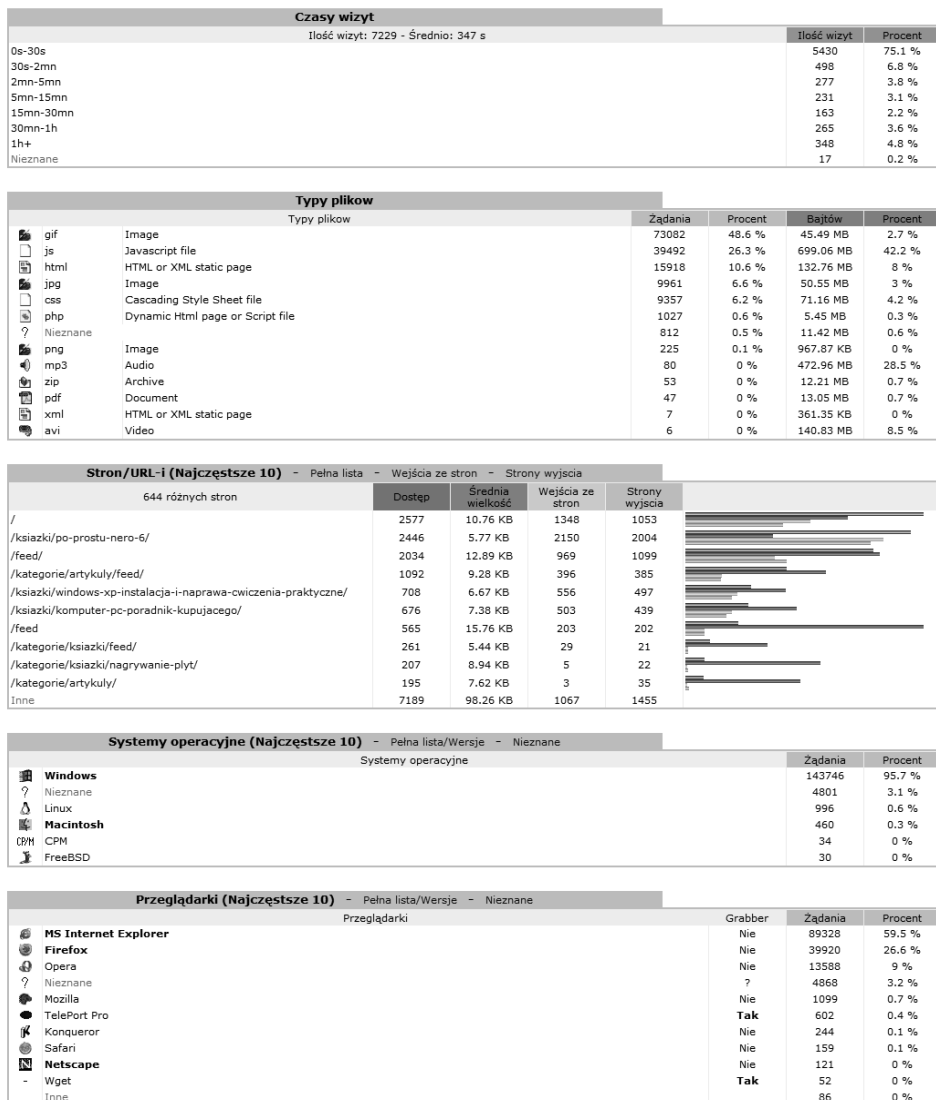 Czasy wizyt
Ilość wizyt: 7229 - Średnio: 347 s Ilość wizyt Procent
0s-30s 5430 75.1 %
30s-2mn 498 6.8 %
2mn-5mn 277 3.8 %
5mn-15mn 231 3.1 %
15mn-30mn 163 2.2 %
30mn-1h 265 3.6 %
1h+ 348 4.8 %
Nieznane 17 0.2 %
Typy plikow
Typy plikow Żądania Procent Bajtów Procent
gif Image 73082 48.6 % 45.49 MB 2.7 %
js Javascript file 39492 26.3 % 699.06 MB 42.2 %
html HTML or XML static page 15918 10.6 % 132.76 MB 8 %
jpg Image 9961 6.6 % 50.55 MB 3 %
css Cascading Style Sheet file 9357 6.2 % 71.16 MB 4.2 %
php Dynamic Html page or Script file 1027 0.6 % 5.45 MB 0.3 %
? Nieznane 812 0.5 % 11.42 MB 0.6 %
png Image 225 0.1 % 967.87 KB 0 %
mp3 Audio 80 0 % 472.96 MB 28.5 %
zip Archive 53 0 % 12.21 MB 0.7 %
pdf Document 47 0 % 13.05 MB 0.7 %
xml HTML or XML static page 7 0 % 361.35 KB 0 %
avi Video 6 0 % 140.83 MB 8.5 %
Stron/URL-i (Najczęstsze 10) - Pełna lista - Wejścia ze stron - Strony wyjscia
644 różnych stron Dostęp Średnia wielkość Wejścia ze stron Strony wyjscia
/ 2577 10.76 KB 1348 1053
/ksiazki/po-prostu-nero-6/ 2446 5.77 KB 2150 2004
/feed/ 2034 12.89 KB 969 1099
/kategorie/artykuly/feed/ 1092 9.28 KB 396 385
/ksiazki/windows-xp-instalacja-i-naprawa-cwiczenia-praktyczne/ 708 6.67 KB 556 497
/ksiazki/komputer-pc-poradnik-kupujacego/ 676 7.38 KB 503 439
/feed 565 15.76 KB 203 202
/kategorie/ksiazki/feed/ 261 5.44 KB 29 21
/kategorie/ksiazki/nagrywanie-plyt/ 207 8.94 KB 5 22
/kategorie/artykuly/ 195 7.62 KB 3 35
Inne 7189 98.26 KB 1067 1455
Systemy operacyjne (Najczęstsze 10) - Pełna lista/Wersje - Nieznane
Systemy operacyjne Żądania Procent
Windows 143746 95.7 %
? Nieznane 4801 3.1 %
Linux 996 0.6 %
Macintosh 460 0.3 %
CP/M CPM 34 0 %
FreeBSD 30 0 %
Przeglądarki (Najczęstsze 10) - Pełna lista/Wersje - Nieznane
Przeglądarki Grabber Żądania Procent
MS Internet Explorer Nie 89328 59.5 %
Firefox Nie 39920 26.6 %
Opera Nie 13588 9 %
? Nieznane ? 4868 3.2 %
Mozilla Nie 1099 0.7 %
TelePort Pro Tak 602 0.4 %
Konqueror Nie 244 0.1 %
Safari Nie 159 0.1 %
N Netscape Nie 121 0 %
- Wget Tak 52 0 %
Inne 86 0 %